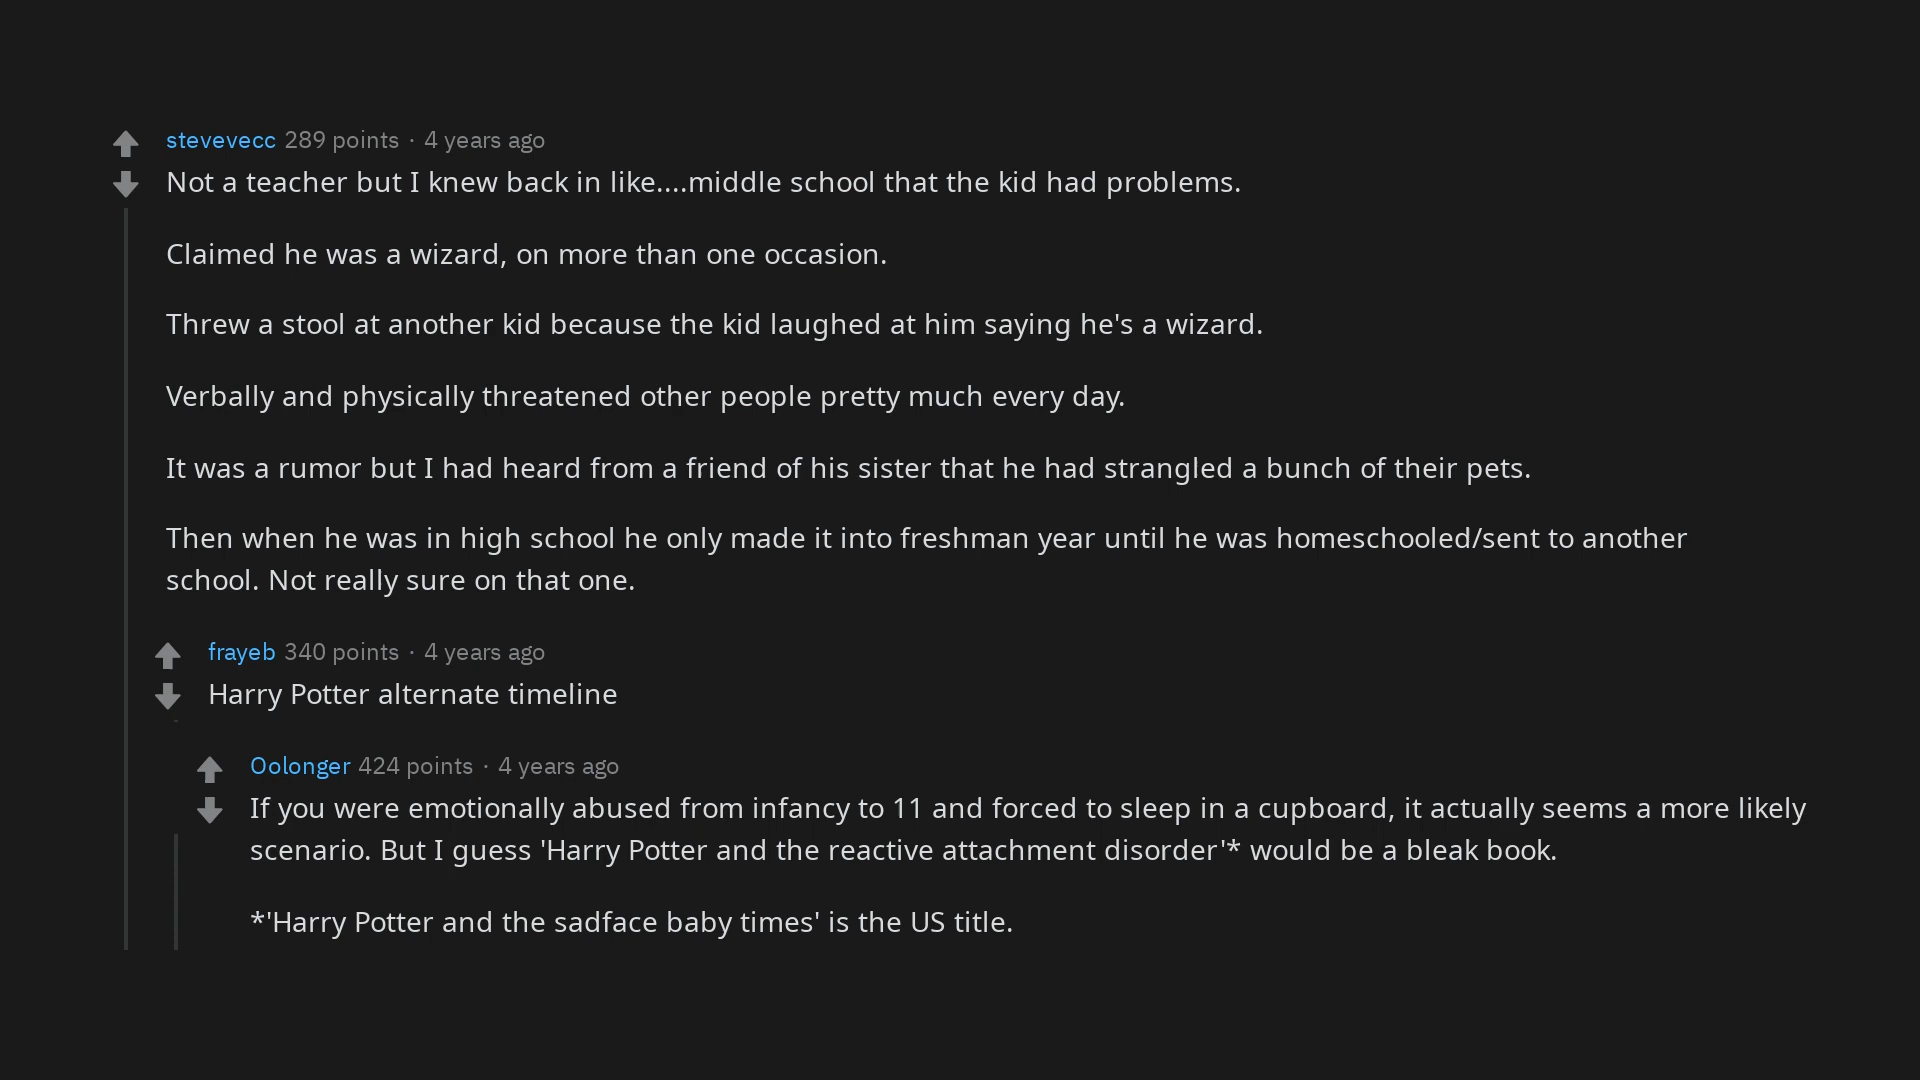 stevevecc 289 points · 4 years ago
Not a teacher but I knew back in like....middle school that the kid had problems.
Claimed he was a wizard, on more than one occasion.
Threw a stool at another kid because the kid laughed at him saying he's a wizard.
Verbally and physically threatened other people pretty much every day.
It was a rumor but I had heard from a friend of his sister that he had strangled a bunch of their pets.
Then when he was in high school he only made it into freshman year until he was homeschooled/sent to another
school. Not really sure on that one.
frayeb 340 points · 4 years ago
Harry Potter alternate timeline
Oolonger 424 points · 4 years ago
If you were emotionally abused from infancy to 11 and forced to sleep in a cupboard, it actually seems a more likely
scenario. But I guess 'Harry Potter and the reactive attachment disorder'* would be a bleak book.
*'Harry Potter and the sadface baby times' is the US title.